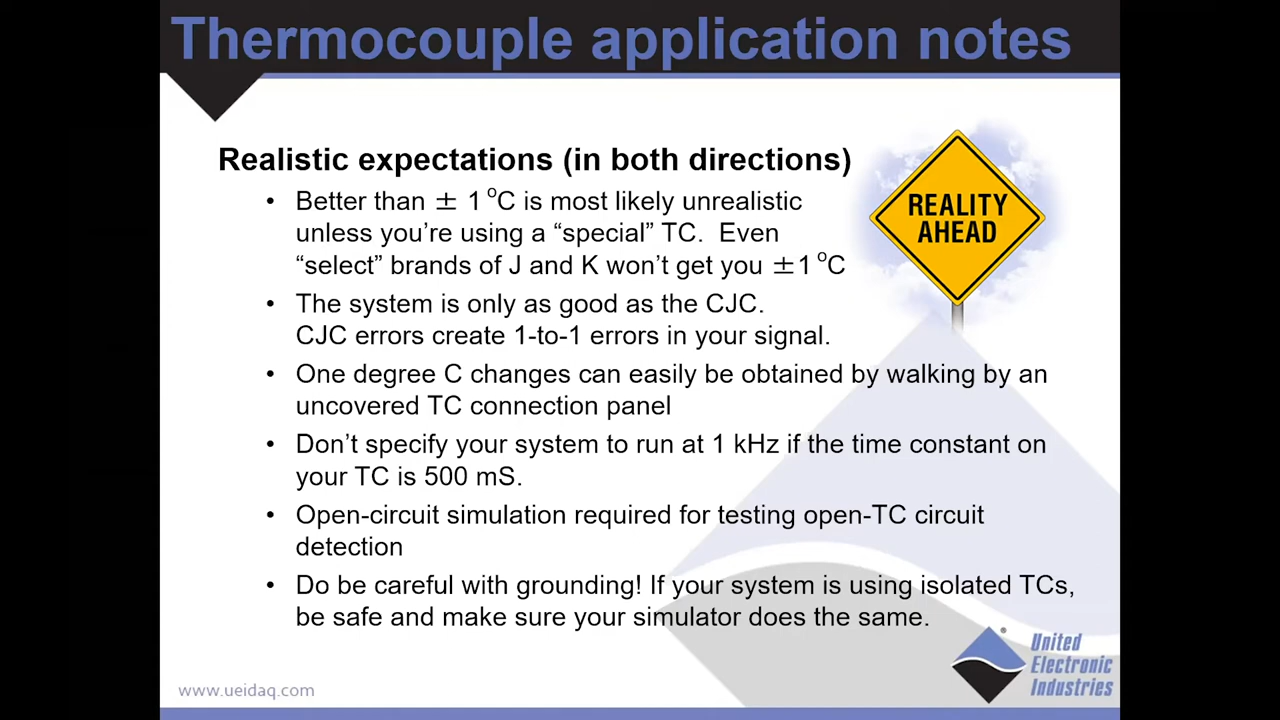 Thermocouple application notes
Realistic expectations (in both directions)
• Better than ± 1 °C is most likely unrealistic
unless you’re using a “special” TC. Even
“select” brands of J and K won’t get you ±1 °C
REALITY
AHEAD
• The system is only as good as the CJC.
CJC errors create 1-to-1 errors in your signal.
• One degree C changes can easily be obtained by walking by an
uncovered TC connection panel
• Don’t specify your system to run at 1 kHz if the time constant on
your TC is 500 mS.
• Open-circuit simulation required for testing open-TC circuit
detection
• Do be careful with grounding! If your system is using isolated TCs,
be safe and make sure your simulator does the same.
®
United
Electronic
Industries
www.ueidaq.com